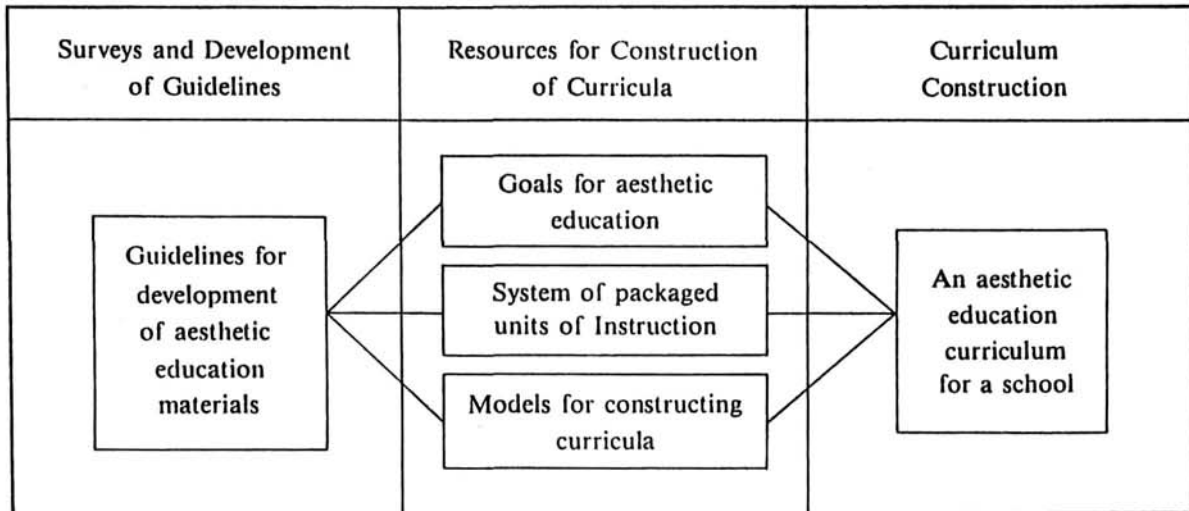 Surveys and Development
of Guidelines
Resources for Construction
of Curricula
Curriculum
Construction
Guidelines for
development
of aesthetic
education
materials
Goals for aesthetic
education
System of packaged
units of Instruction
Models for constructing
curricula
An aesthetic
education
curriculum
for a school